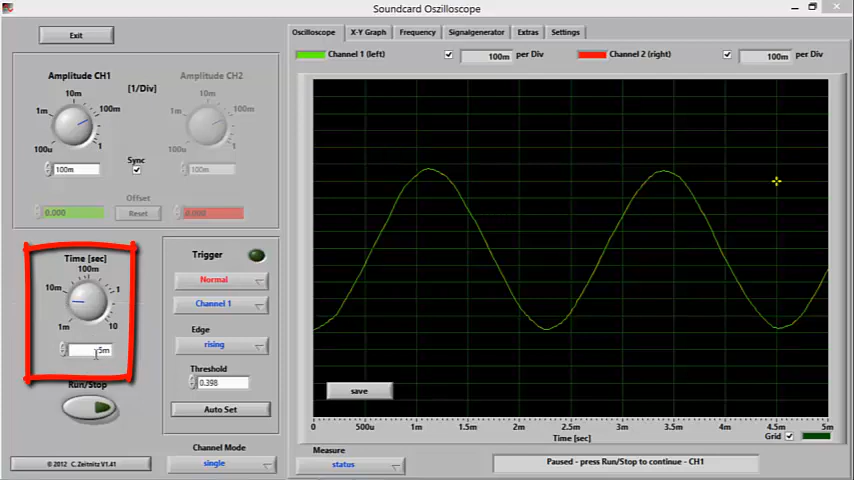 Soundcard Oszilloscope
Exit
Oscilloscope X-Y Graph Frequency Signalgenerator Extras Settings
Channel 1 (left) 100m per Div Channel 2 (right) 100m per Div
Amplitude CH1 Amplitude CH2
[1/Div]
10m 10m
1m 100m 1m 100m
100u 1 100u 1
Sync
100m 100m
Offset
0.000 Reset 0.000
Time [sec]
100m
10m 1
1m 10
5m
Run/Stop
Trigger
Normal
Channel 1
Edge
rising
Threshold
0.398
Auto Set
Channel Mode
single
© 2012 C.Zeitnitz V1.41
save
0 500u 1m 1.5m 2m 2.5m 3m 3.5m 4m 4.5m 5m
Time [sec]
Grid
Measure
status
Paused - press Run/Stop to continue - CH1